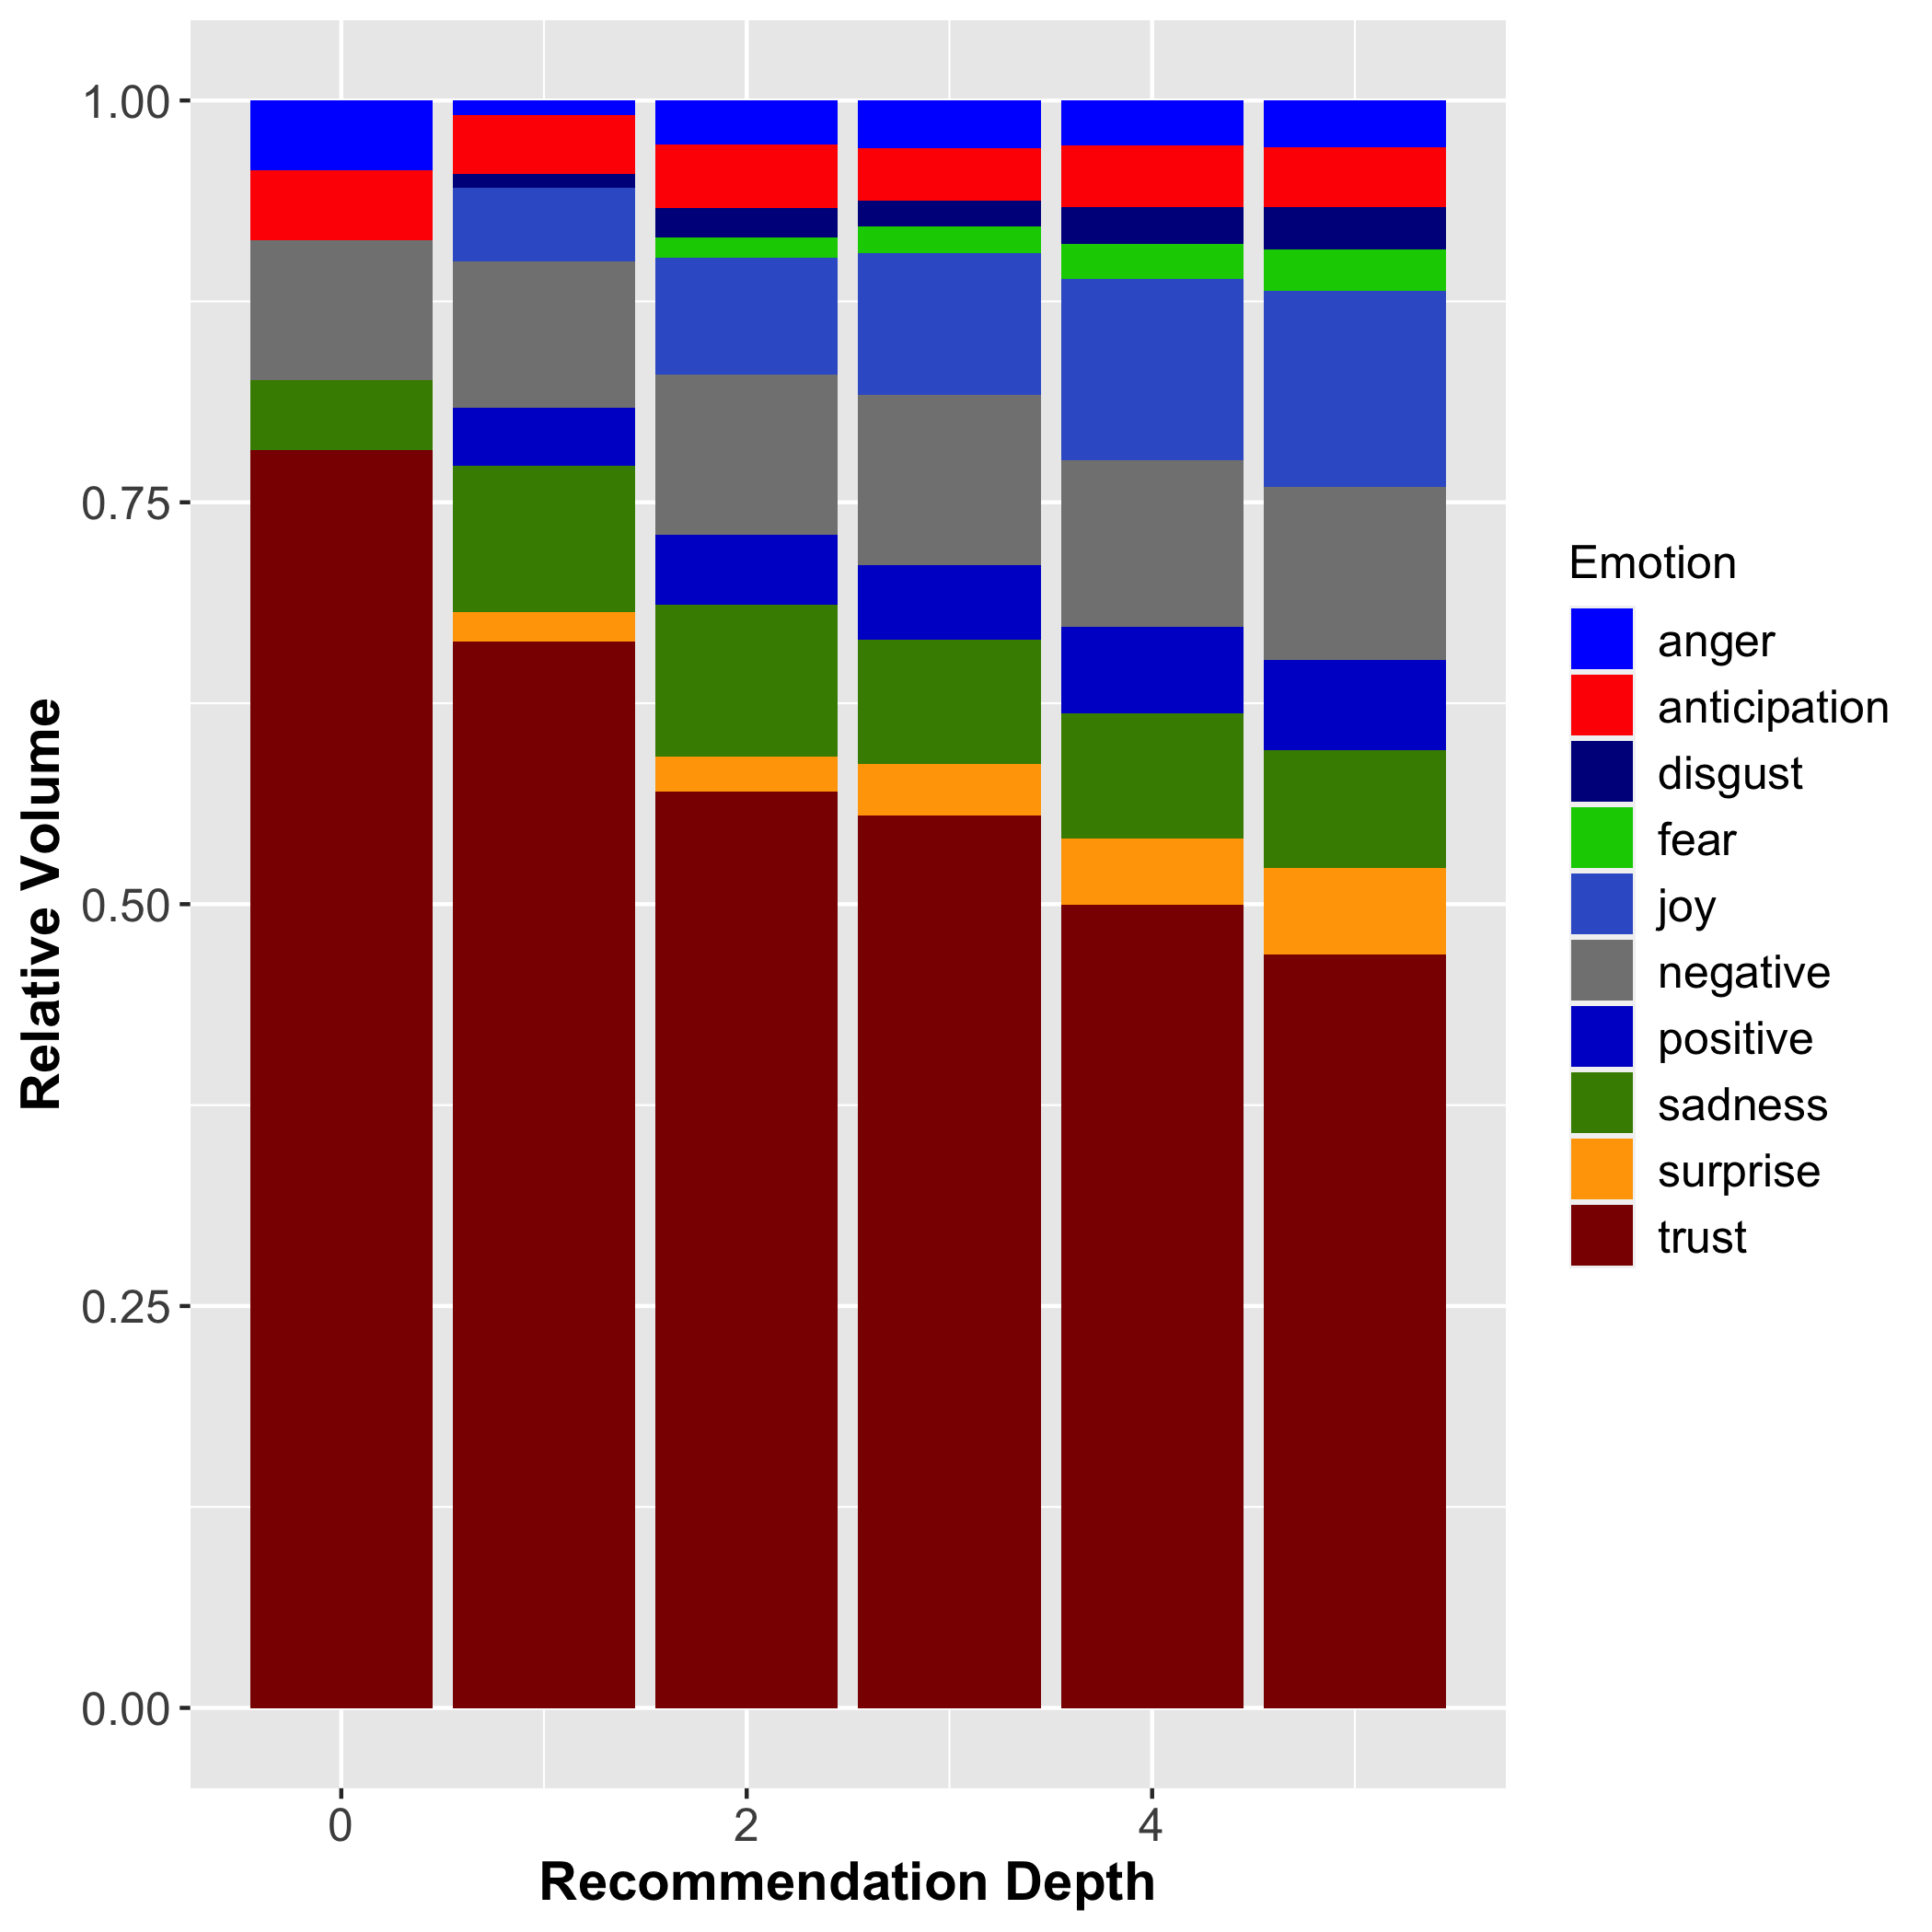 1.00
0.75
0.50
0.25
0.00
Relative Volume
0 2 4
Recommendation Depth
Emotion
anger
anticipation
disgust
fear
joy
negative
positive
sadness
surprise
trust